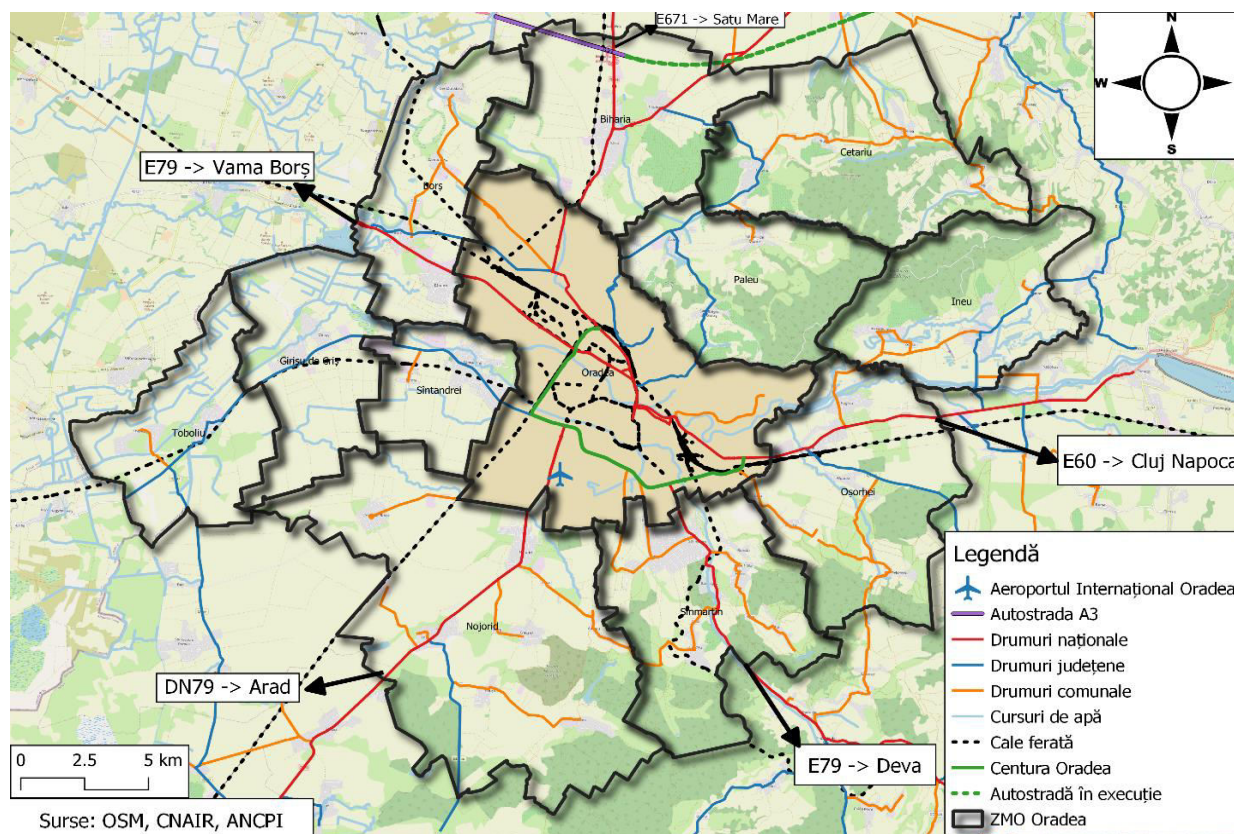 E671 -> Satu Mare
N
W
E
S
Biharia
Cetariu
E79 -> Vama Borș
Borș
Paleu
Ineu
Girișu de Criș
Oradea
Sîntandrei
Toboliu
E60 -> Cluj Napoca
Oșorhei
Legendă
Aeroportul Internațional Oradea
Autostrada A3
Drumuri naționale
Drumuri județene
Drumuri comunale
Cursuri de apă
Cale ferată
Centura Oradea
Autostradă în execuție
ZMO Oradea
Sînmartin
Nojorid
DN79 -> Arad
E79 -> Deva
0 2.5 5 km
Surse: OSM, CNAIR, ANCPI